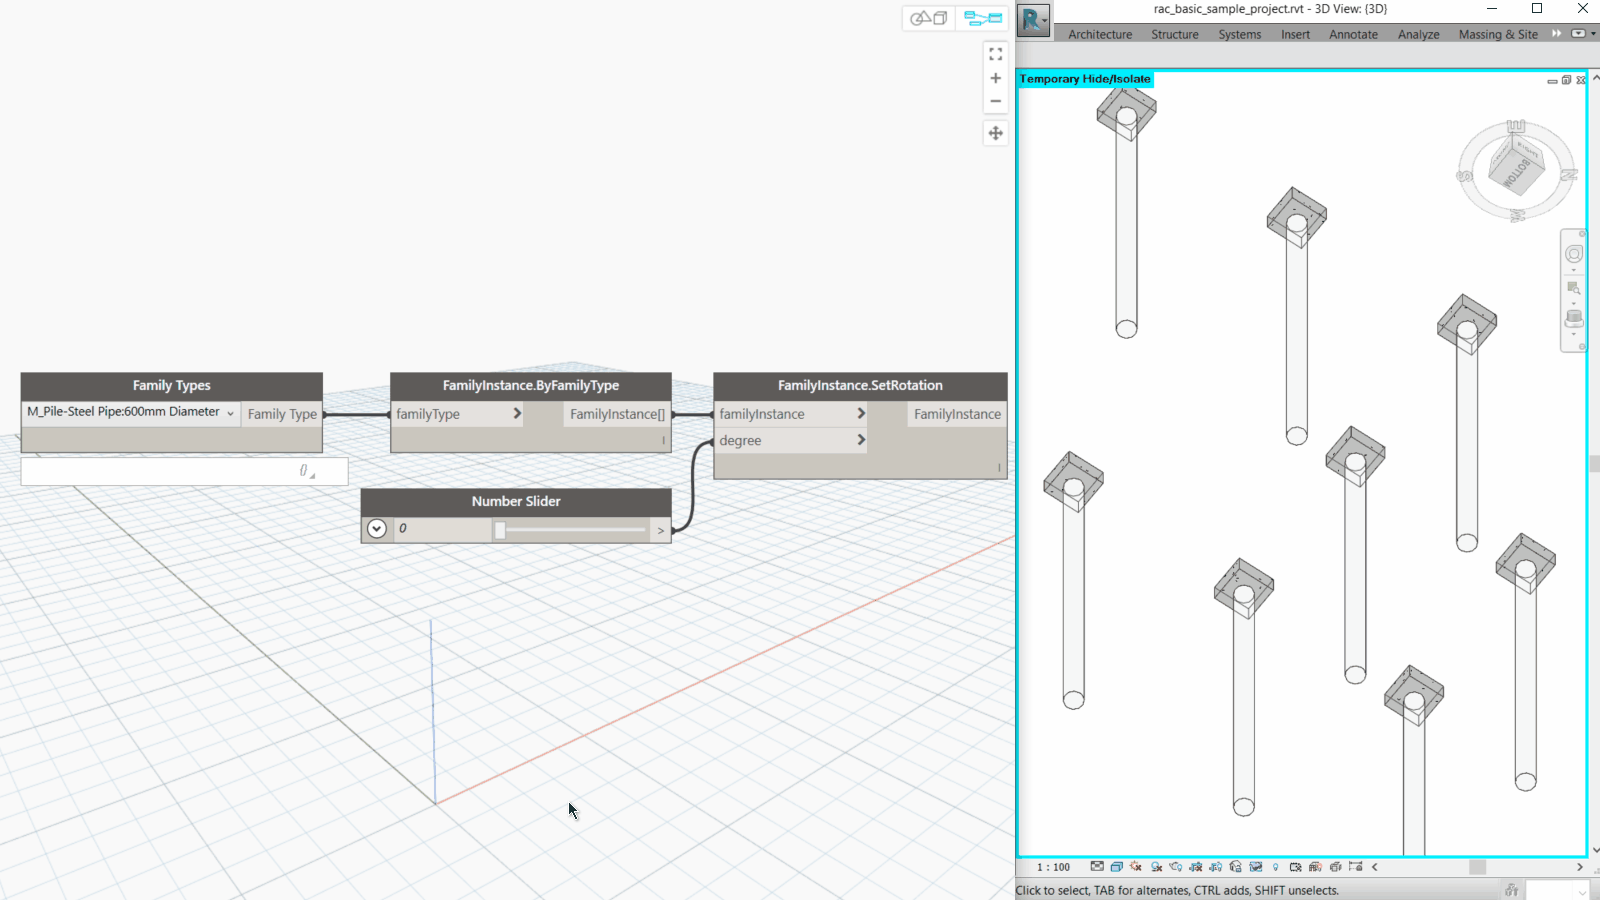 rac_basic_sample_project.rvt - 3D View: {3D}
R
Architecture Structure Systems Insert Annotate Analyze Massing & Site
Temporary Hide/Isolate
E
S
N
W
BOTTOM
Family Types
M_Pile-Steel Pipe:600mm Diameter
Family Type
{}
FamilyInstance.ByFamilyType
familyType >
FamilyInstance[]
l
FamilyInstance.SetRotation
familyInstance >
FamilyInstance
degree >
l
Number Slider
0
>
1 : 100
Click to select, TAB for alternates, CTRL adds, SHIFT unselects.